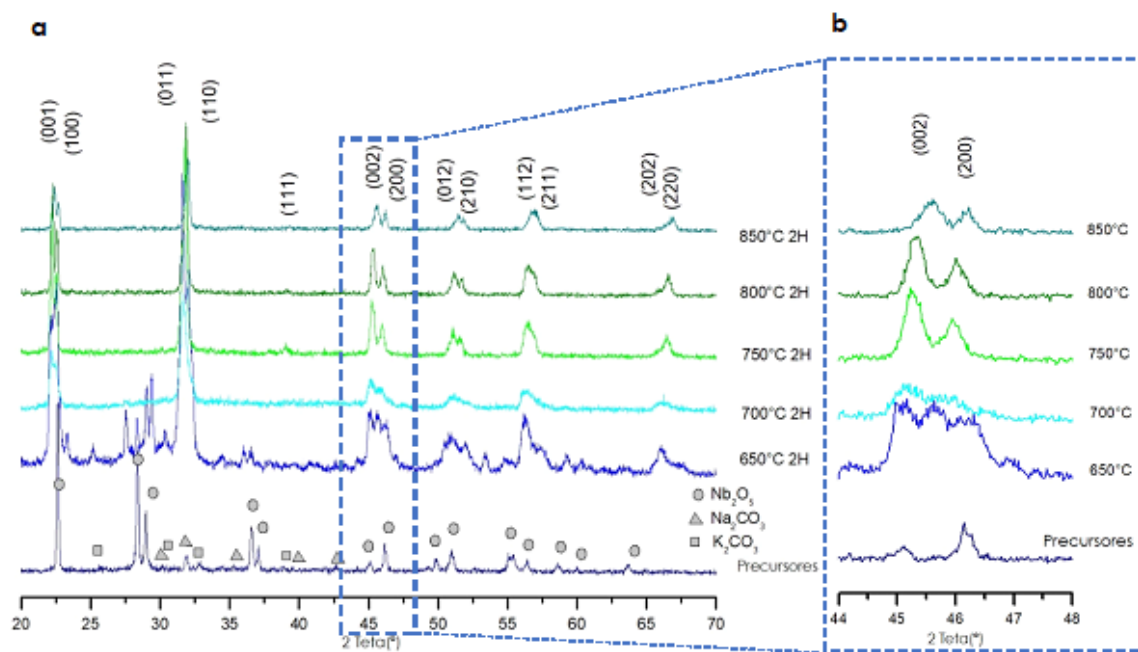 a
b
(001)
(100)
(011)
(110)
(111)
(002)
(200)
(012)
(210)
(112)
(211)
(202)
(220)
850°C 2H
800°C 2H
750°C 2H
700°C 2H
650°C 2H
Nb₂O₅
Na₂CO₃
K₂CO₃
Precursores
20 25 30 35 40 45 50 55 60 65 70
2 Teta(°)
(002)
(200)
850°C
800°C
750°C
700°C
650°C
Precursores
44 45 46 47 48
2 Teta(°)